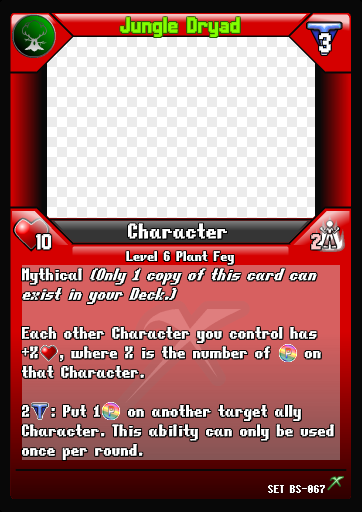 Jungle Dryad
3
Character
10
2
Level 6 Plant Fey
Mythical (Only 1 copy of this card can
exist in your Deck.)
Each other Character you control has
+X, where X is the number of on
that Character.
2: Put 1 on another target ally
Character. This ability can only be used
once per round.
SET BS-067